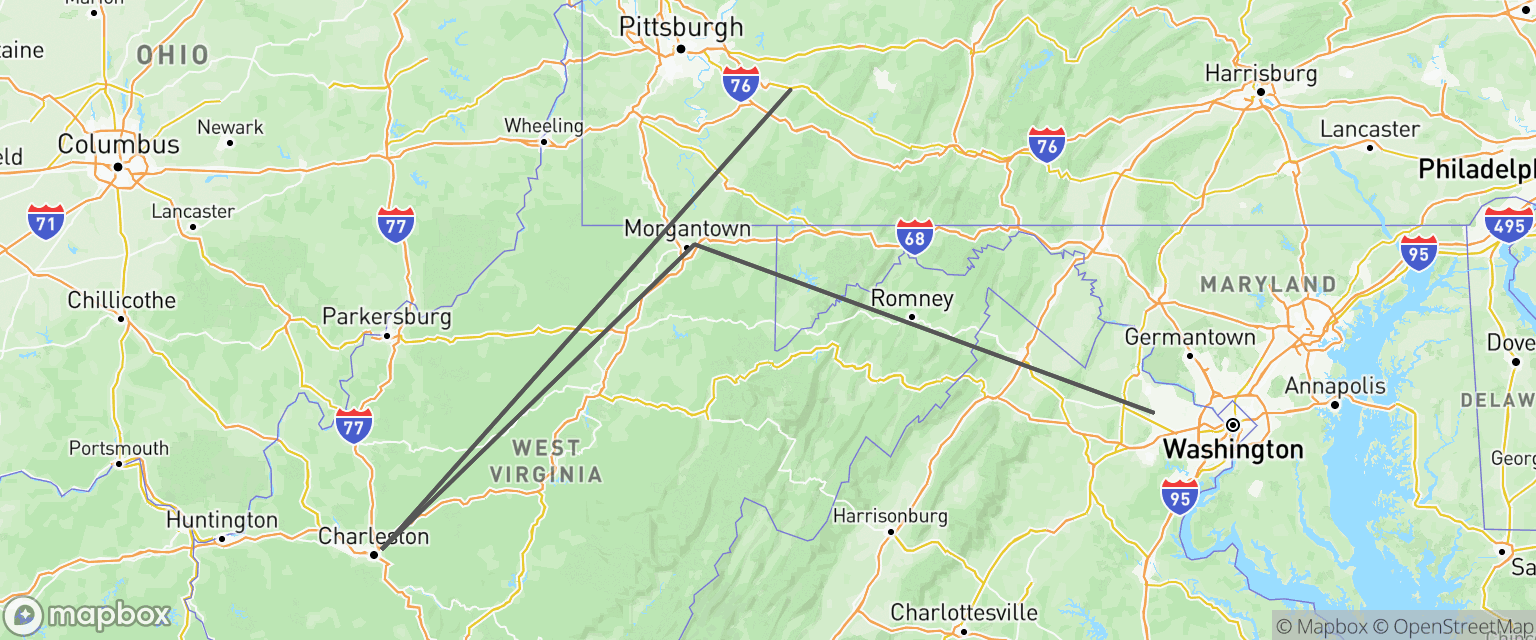 Marion
OHIO
Pittsburgh
76
Harrisburg
Newark
Wheeling
Columbus
Lancaster
76
Philadelph
Lancaster
71
77
Morgantown
68
495
95
Chillicothe
Romney
MARYLAND
Parkersburg
Germantown
Dove
Annapolis
DELAW
77
Portsmouth
WEST
VIRGINIA
Washington
Georg
95
Huntington
Charleston
Harrisonburg
Sa
mapbox
Charlottesville
© Mapbox © OpenStreetMap